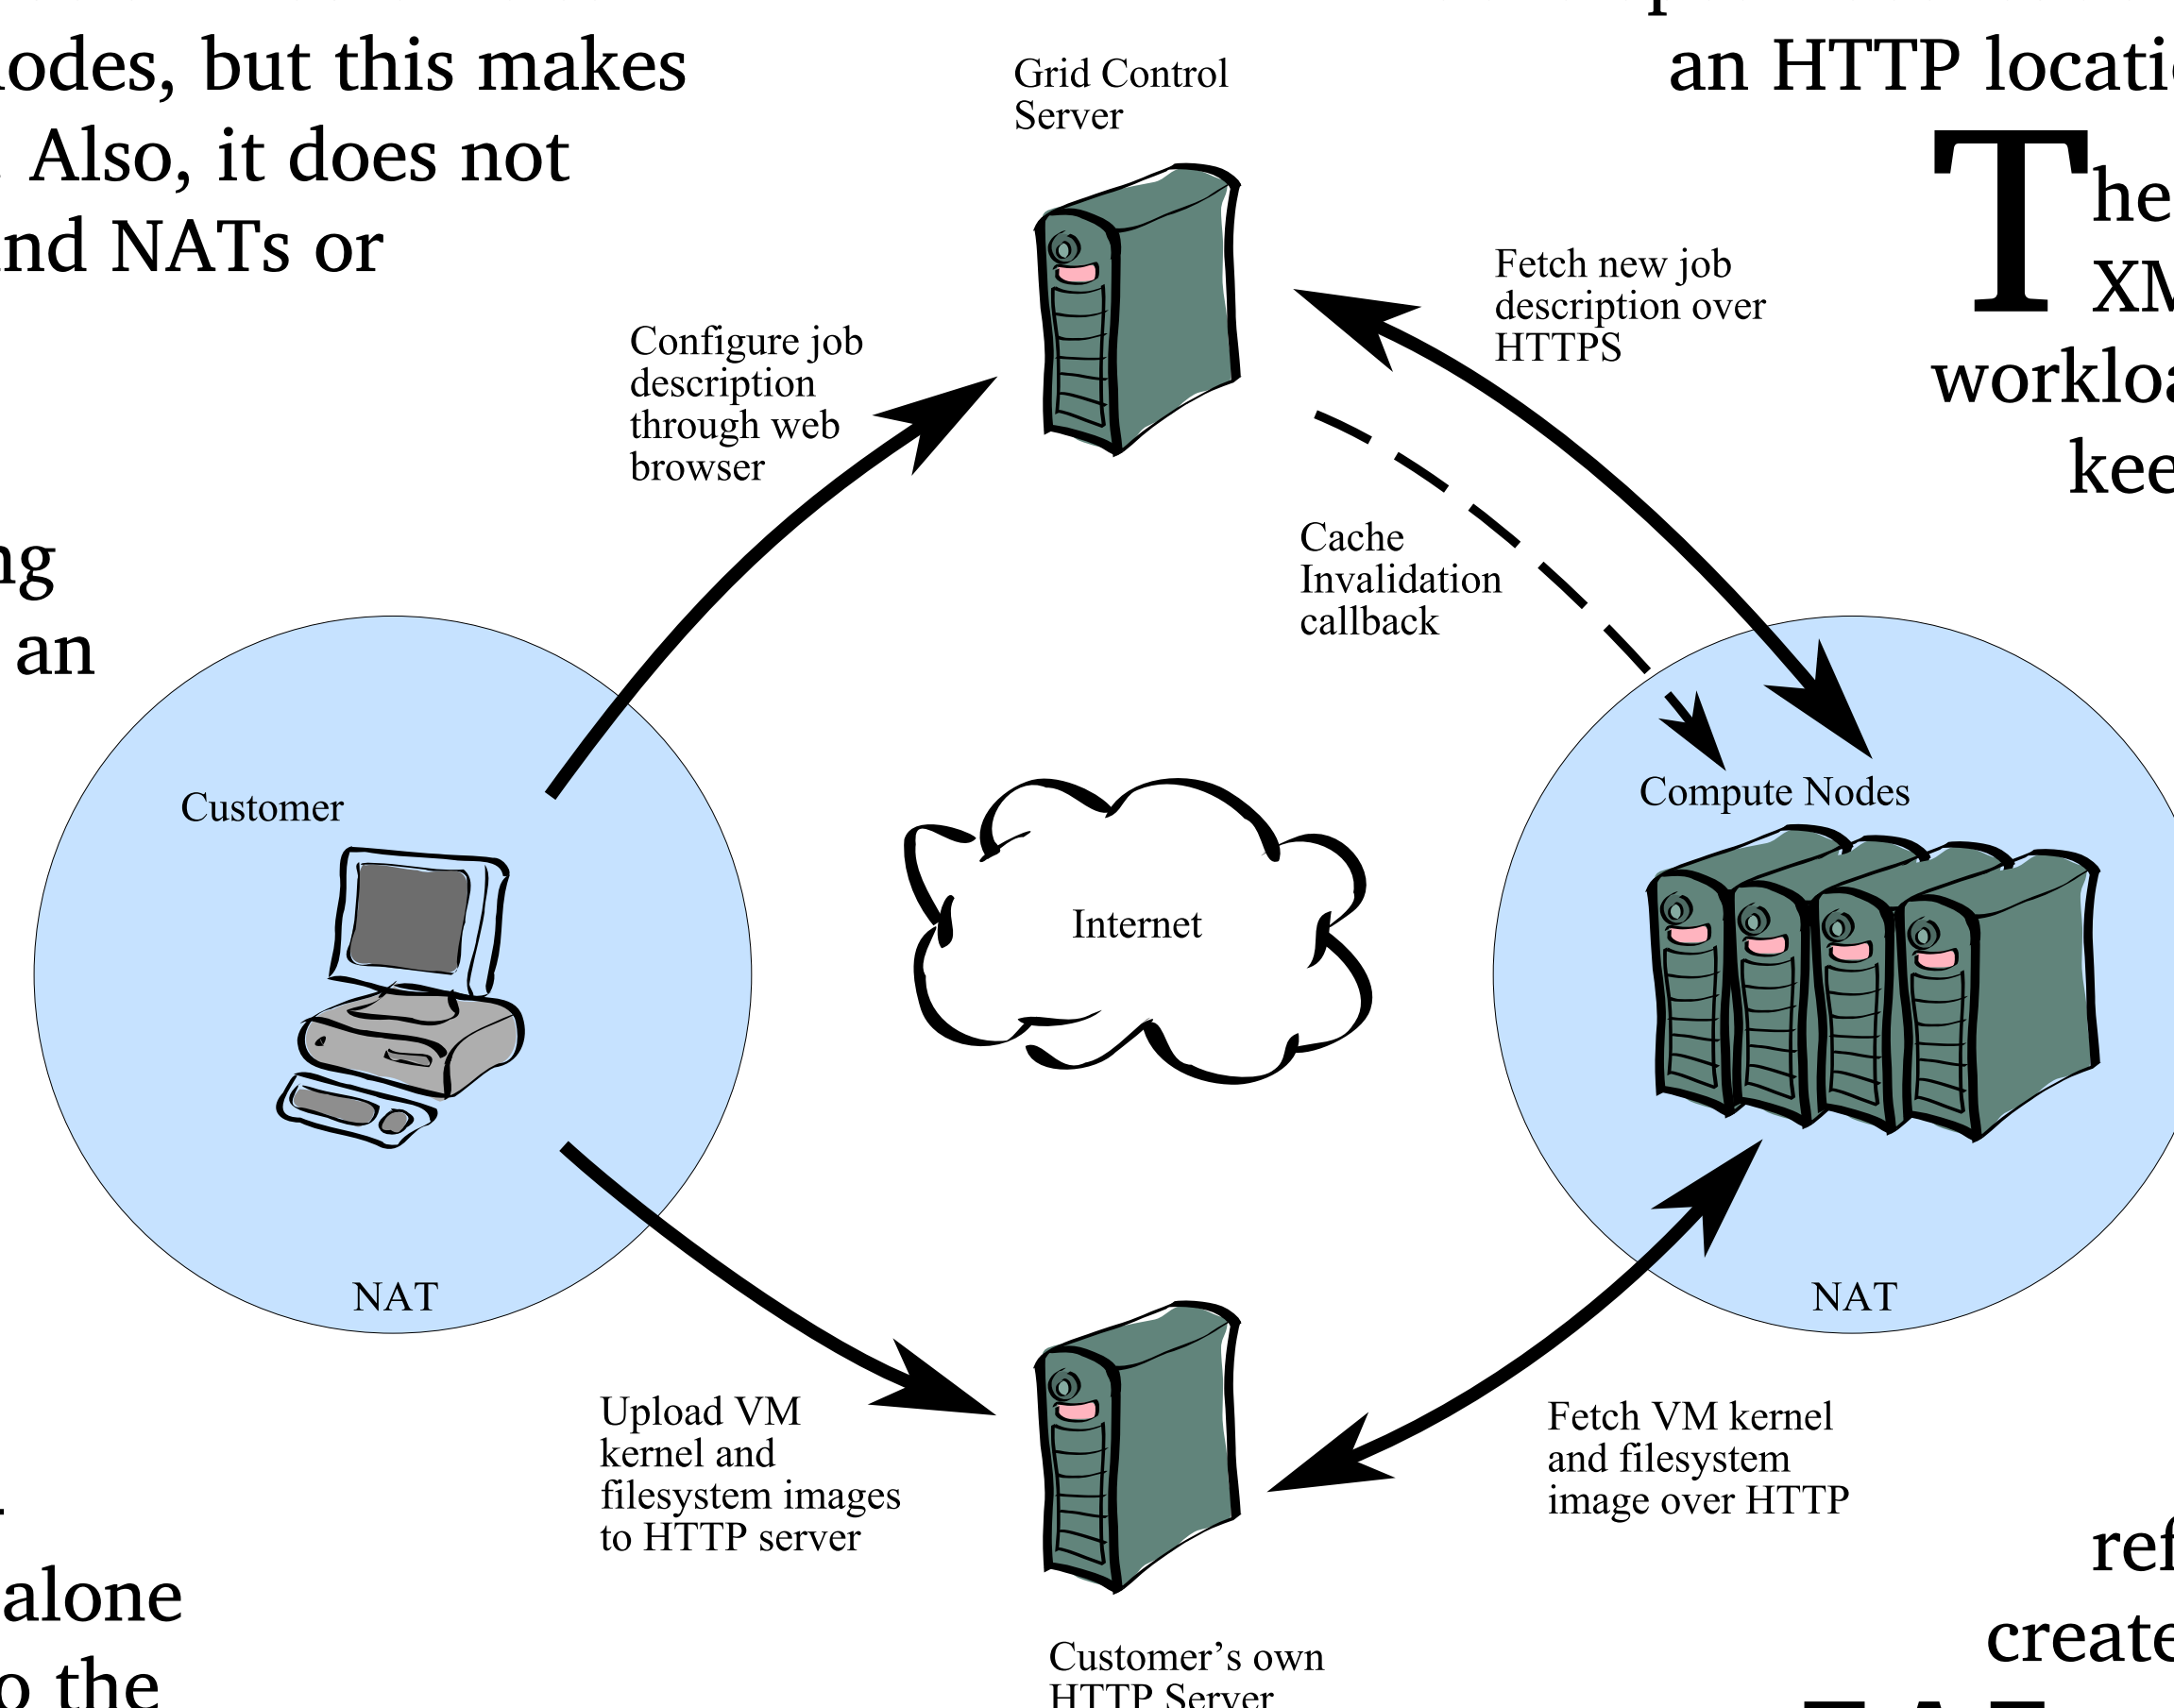 odes, but this makes
Also, it does not
nd NATs or
ng
an
Grid Control
Server
an HTTP locati
The
XM
worklo
kee
Configure job
description
through web
browser
Fetch new job
description over
HTTPS
Cache
Invalidation
callback
Customer
Internet
Compute Nodes
NAT
NAT
Upload VM
kernel and
filesystem images
to HTTP server
Fetch VM kernel
and filesystem
image over HTTP
Customer's own
HTTP Server
alone
o the
ref
create